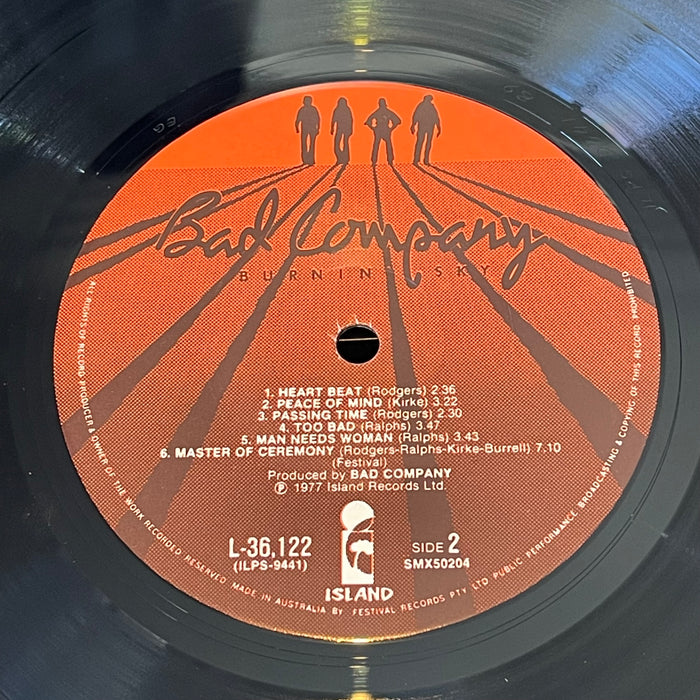 Bad Company
BURNIN' SKY
1. HEART BEAT (Rodgers) 2.36
2. PEACE OF MIND (Kirke) 3.22
3. PASSING TIME (Rodgers) 2.30
4. TOO BAD (Ralphs) 3.47
5. MAN NEEDS WOMAN (Ralphs) 3.43
6. MASTER OF CEREMONY (Rodgers-Ralphs-Kirke-Burrell) 7.10
(Festival)
Produced by BAD COMPANY
Ⓟ 1977 Island Records Ltd.
L-36,122
(ILPS-9441)
SIDE 2
SMX50204
ISLAND
ALL RIGHTS OF RECORD PRODUCER & OWNER OF THE WORK RECORDED RESERVED MADE IN AUSTRALIA BY FESTIVAL RECORDS PTY LTD PUBLIC PERFORMANCE BROADCASTING & COPYING OF THIS RECORD PROHIBITED
EG